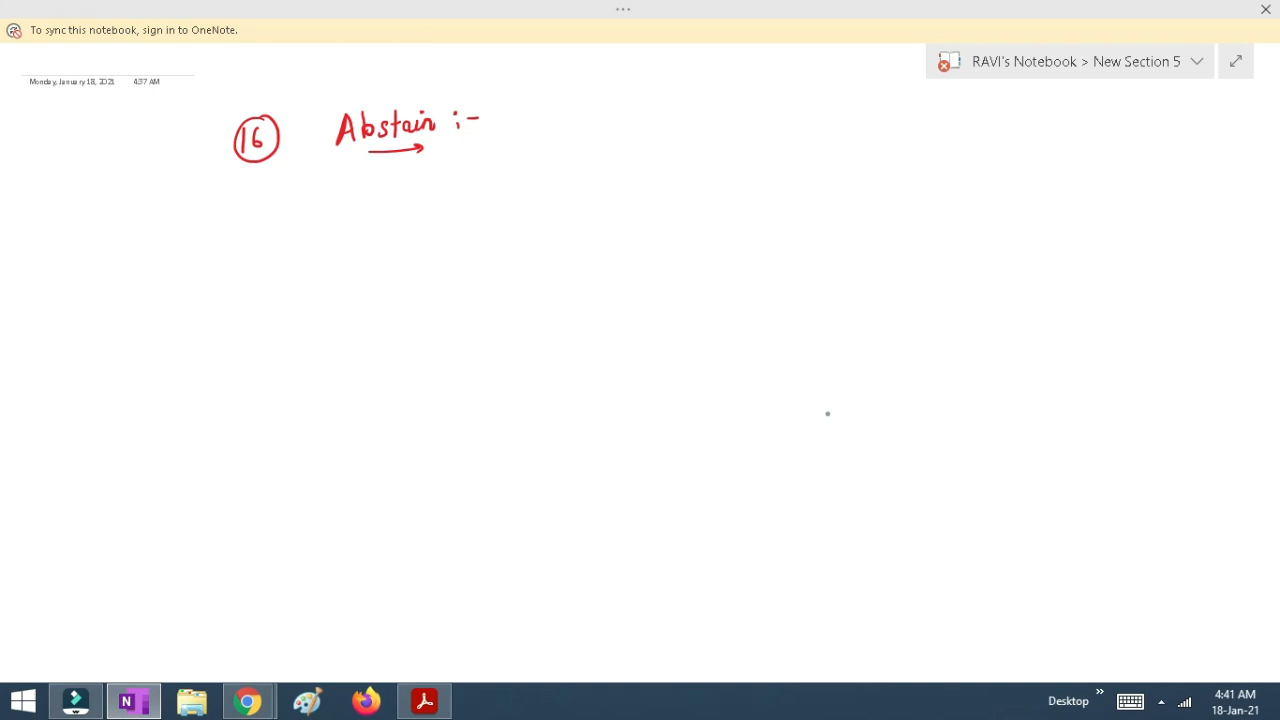 To sync this notebook, sign in to OneNote.
RAVI's Notebook > New Section 5
Monday, January 18, 2021 4:37 AM
16 Abstain :-
Desktop
4:41 AM
18-Jan-21